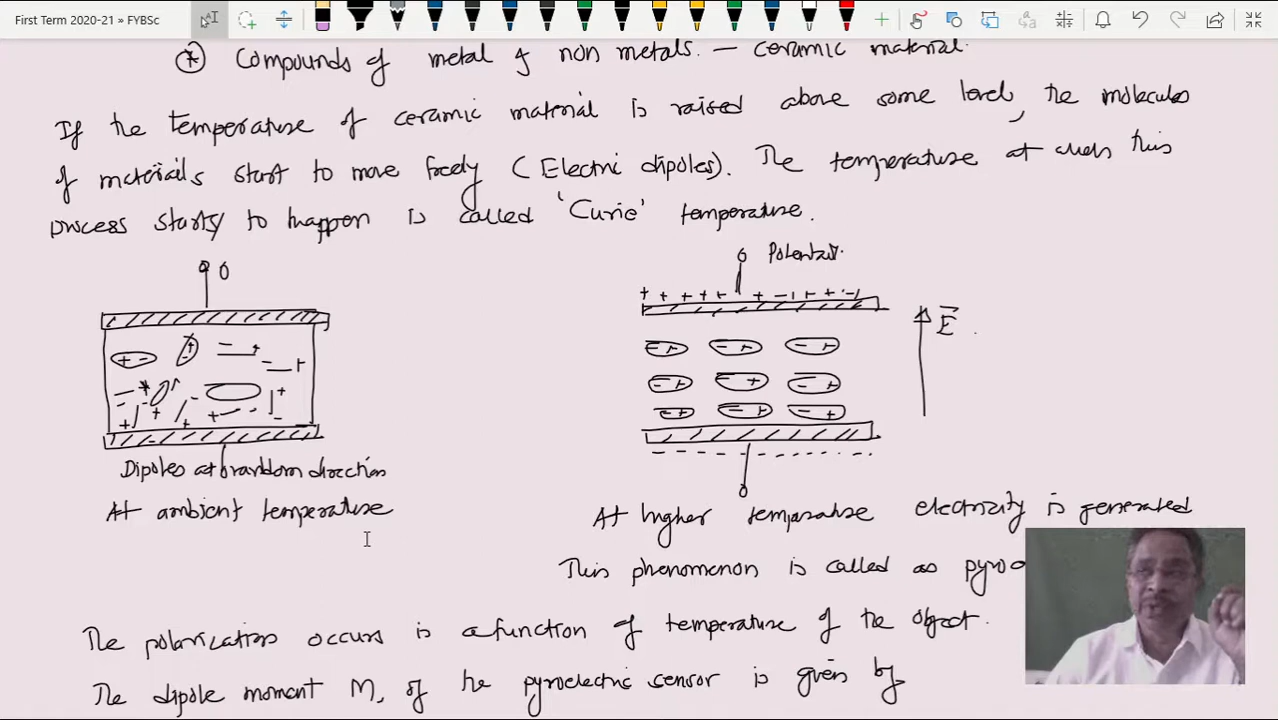 First Term 2020-21 » FYBSc
* Compounds of metal & non metals. — ceramic material.
If the temperature of ceramic material is raised above some level, the molecules
of materials start to move freely (Electric dipoles). The temperature at which this
process starts to happen is called 'Curie' temperature.
0
+ - + -
Dipoles at random direction
At ambient temperature
+ + + + + + - + + -
- + - + - +
- + - + - +
- + - + - +
E
At higher temperature electricity is generated
This phenomenon is called as
The polarization occurs is a function of temperature of the object.
The dipole moment M, of the pyroelectric sensor is given by